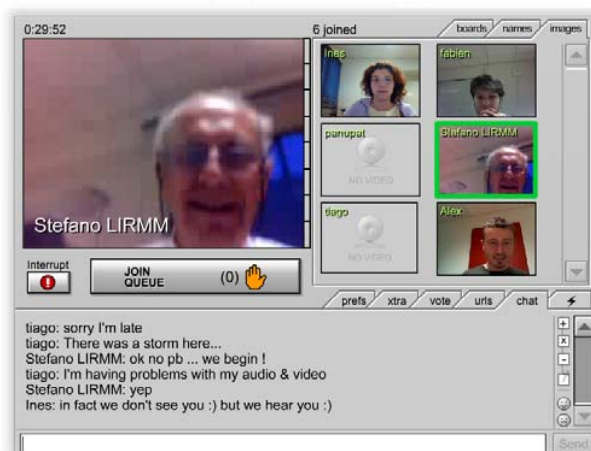 0:29:52
6 joined
boards names images
Ines
fabien
panupat
NO VIDEO
Stefano LIRMM
tiago
NO VIDEO
Alex
Stefano LIRMM
Interrupt
JOIN
QUEUE
(0)
prefs xtra vote urls chat
tiago: sorry I'm late
tiago: There was a storm here...
Stefano LIRMM: ok no pb ... we begin !
tiago: I'm having problems with my audio & video
Stefano LIRMM: yep
Ines: in fact we don't see you :) but we hear you :)
Send